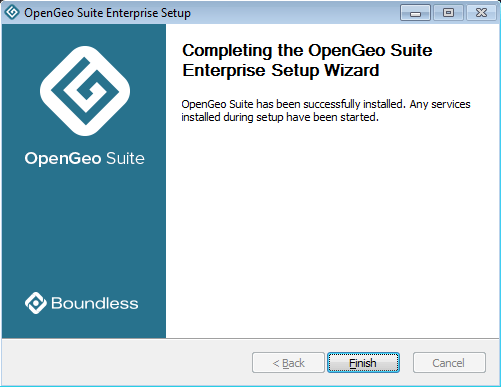 OpenGeo Suite Enterprise Setup
Completing the OpenGeo Suite
Enterprise Setup Wizard
OpenGeo Suite has been successfully installed. Any services
installed during setup have been started.
OpenGeo Suite
Boundless
< Back
Finish
Cancel